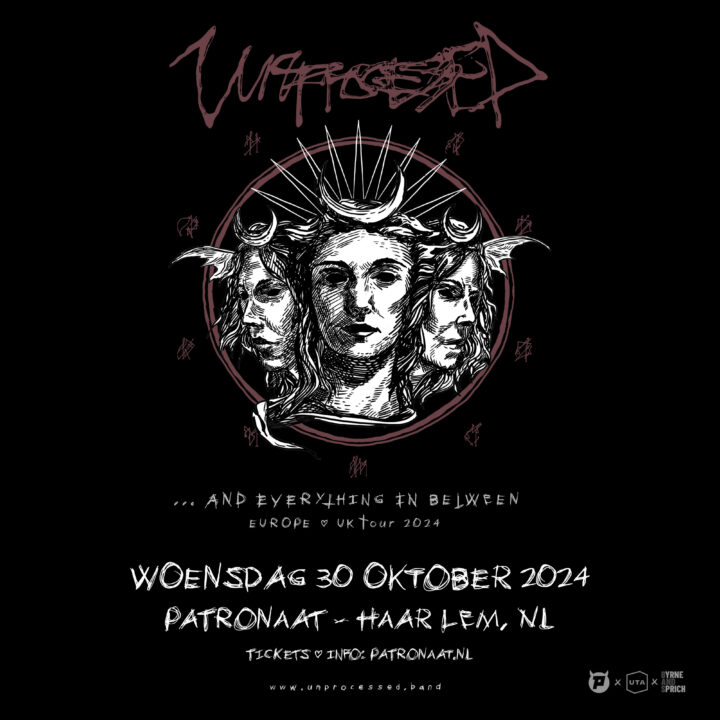 UNPROCESSED
... AND EVERYTHING IN BETWEEN
EUROPE ♡ UK Tour 2024
WOENSDAG 30 OKTOBER 2024
PATRONAAT - HAARLEM, NL
TICKETS ♡ INFO: PATRONAAT.NL
www.unprocessed.band
P x UTA x BYRNE AND SPRICH